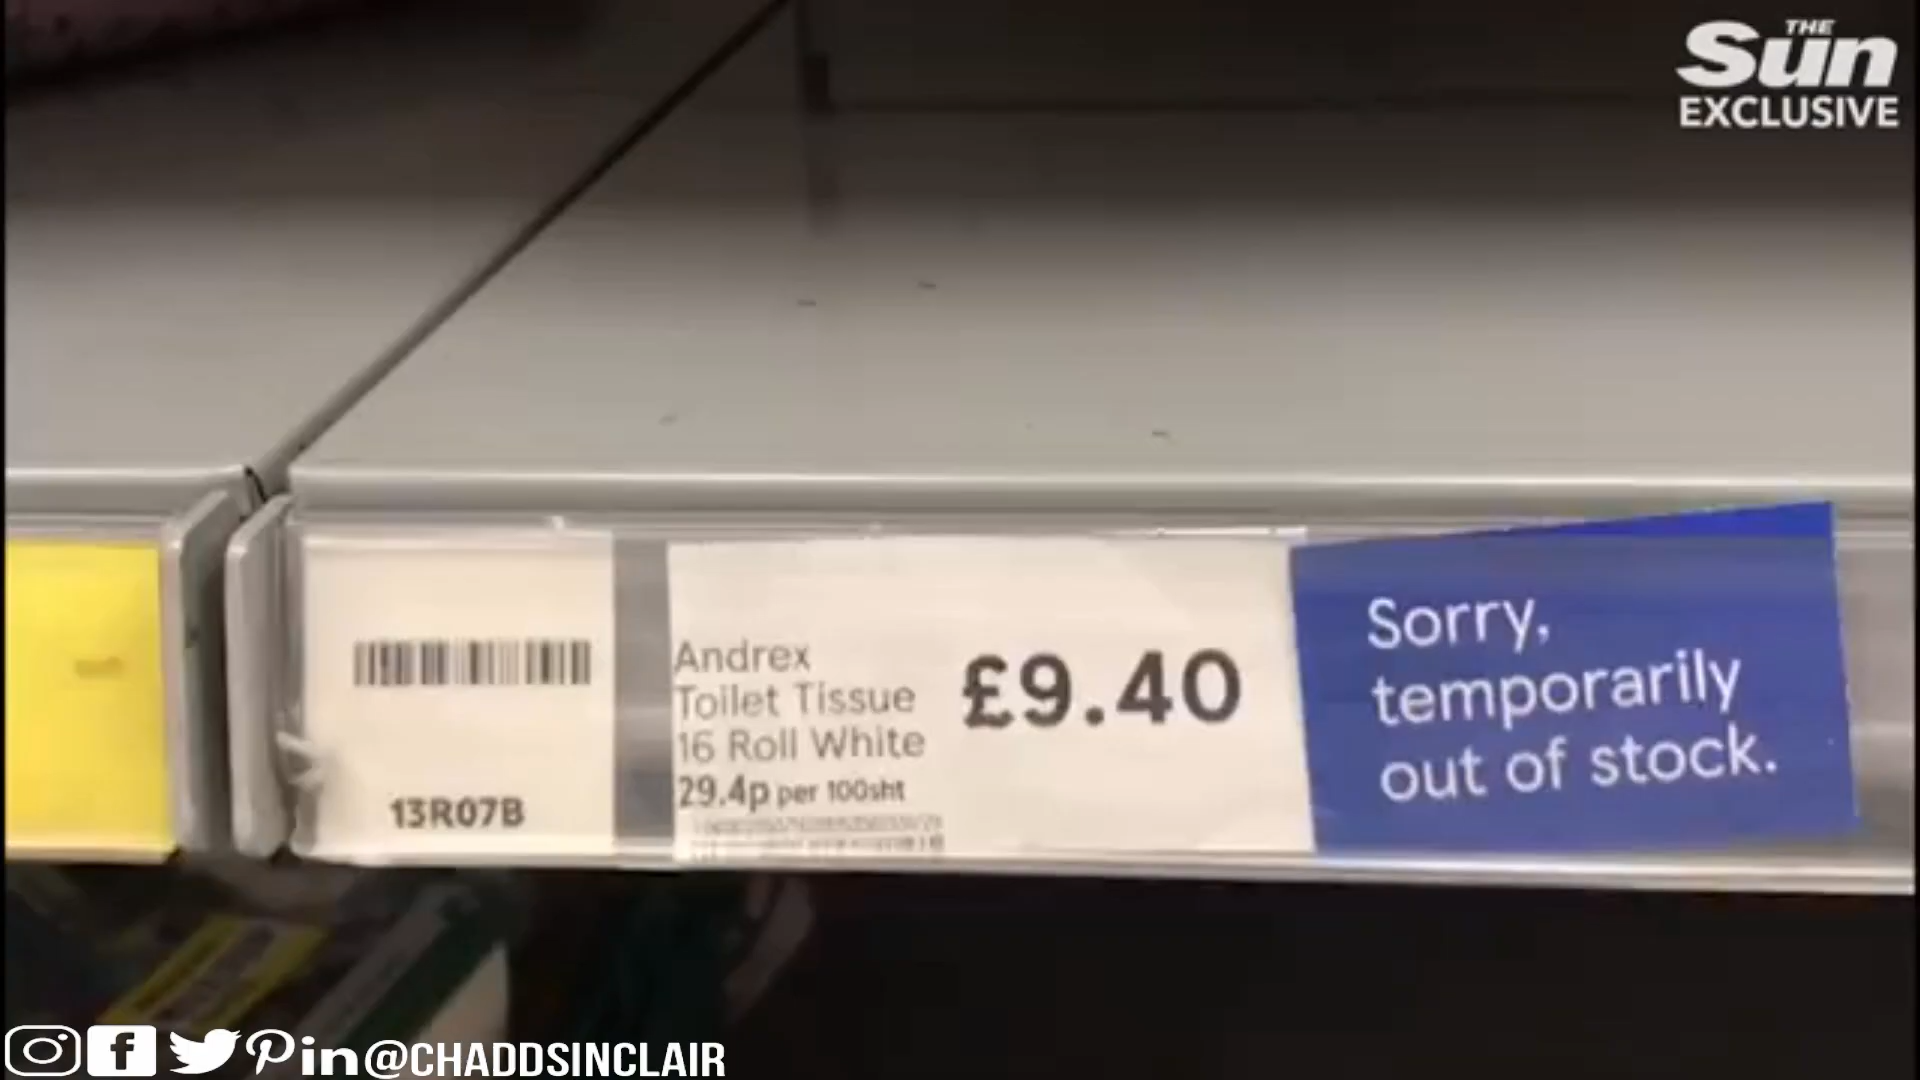 THE
Sun
EXCLUSIVE
Andrex
Toilet Tissue
16 Roll White
29.4p per 100sht
£9.40
13R07B
Sorry,
temporarily
out of stock.
@CHADDSINCLAIR